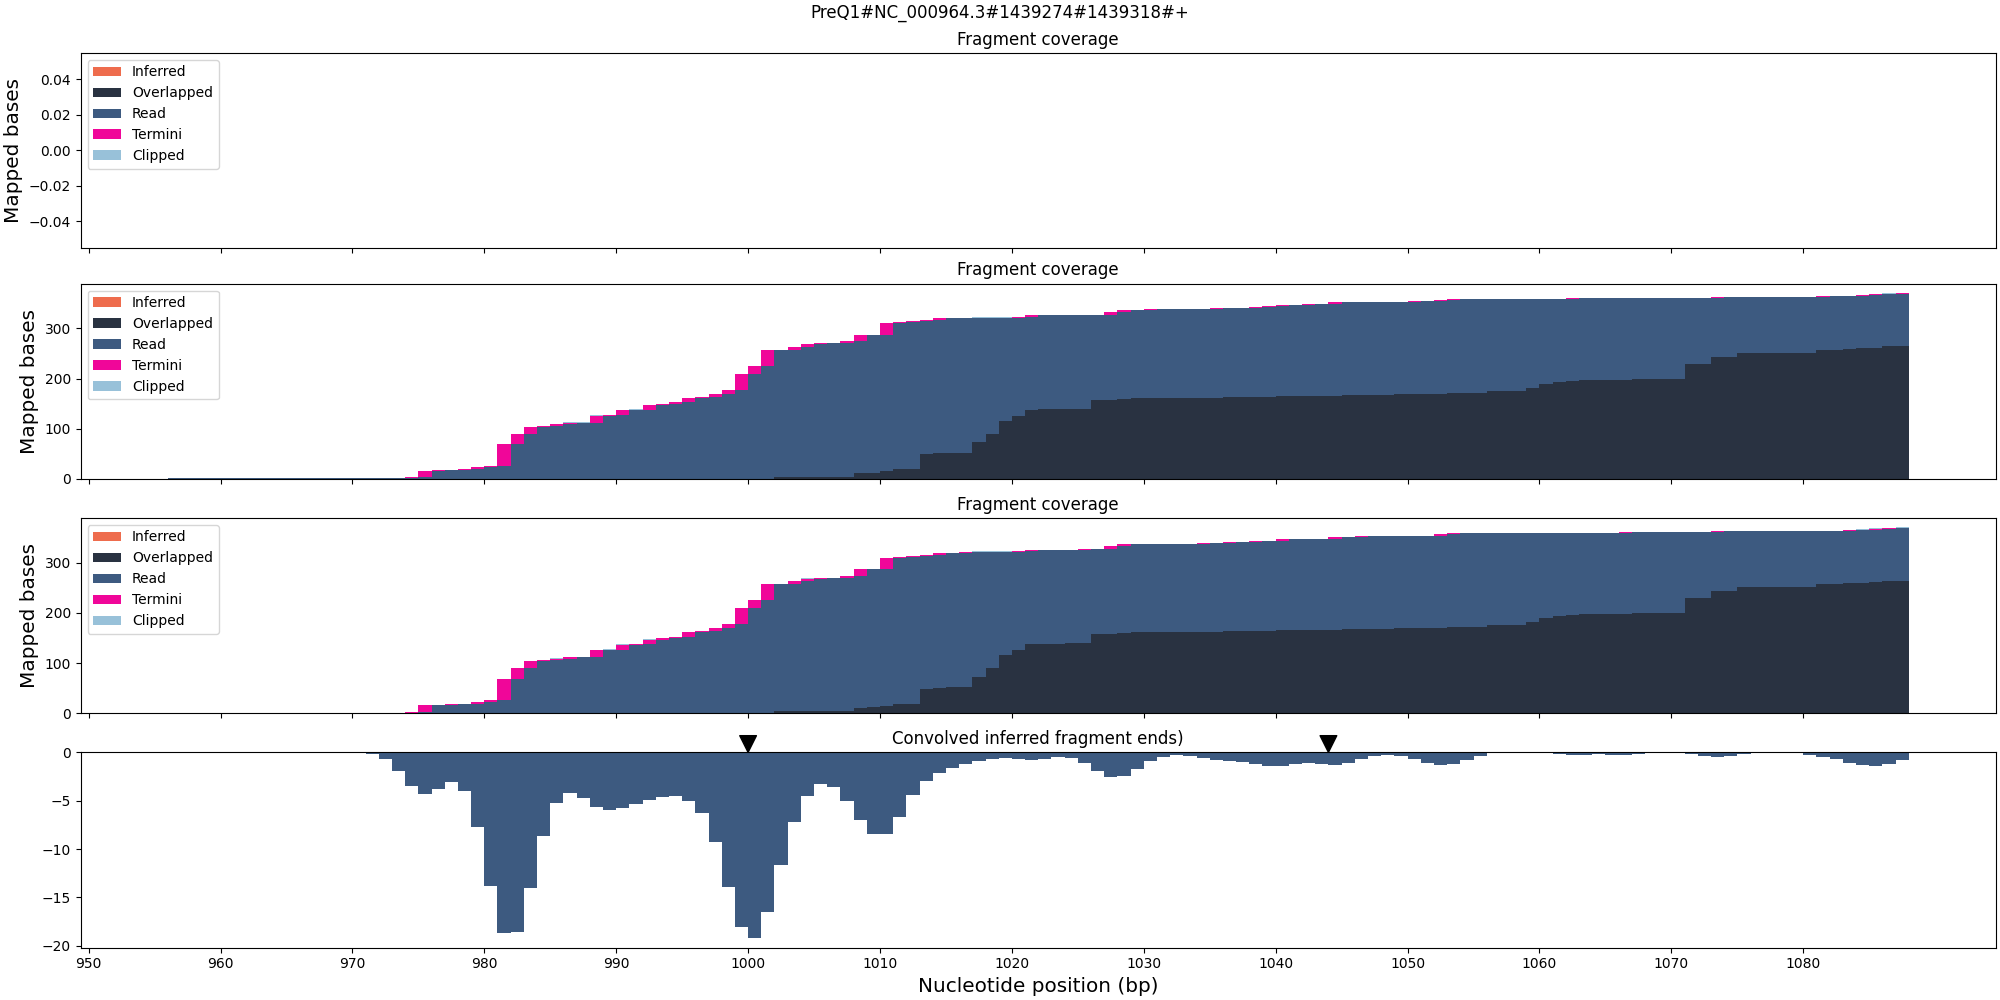 PreQ1#NC_000964.3#1439274#1439318#+
Fragment coverage
Mapped bases
0.04
0.02
0.00
−0.02
−0.04
Inferred
Overlapped
Read
Termini
Clipped
Fragment coverage
Mapped bases
300
200
100
0
Inferred
Overlapped
Read
Termini
Clipped
Fragment coverage
Mapped bases
300
200
100
0
Inferred
Overlapped
Read
Termini
Clipped
Convolved inferred fragment ends)
0
−5
−10
−15
−20
950 960 970 980 990 1000 1010 1020 1030 1040 1050 1060 1070 1080
Nucleotide position (bp)